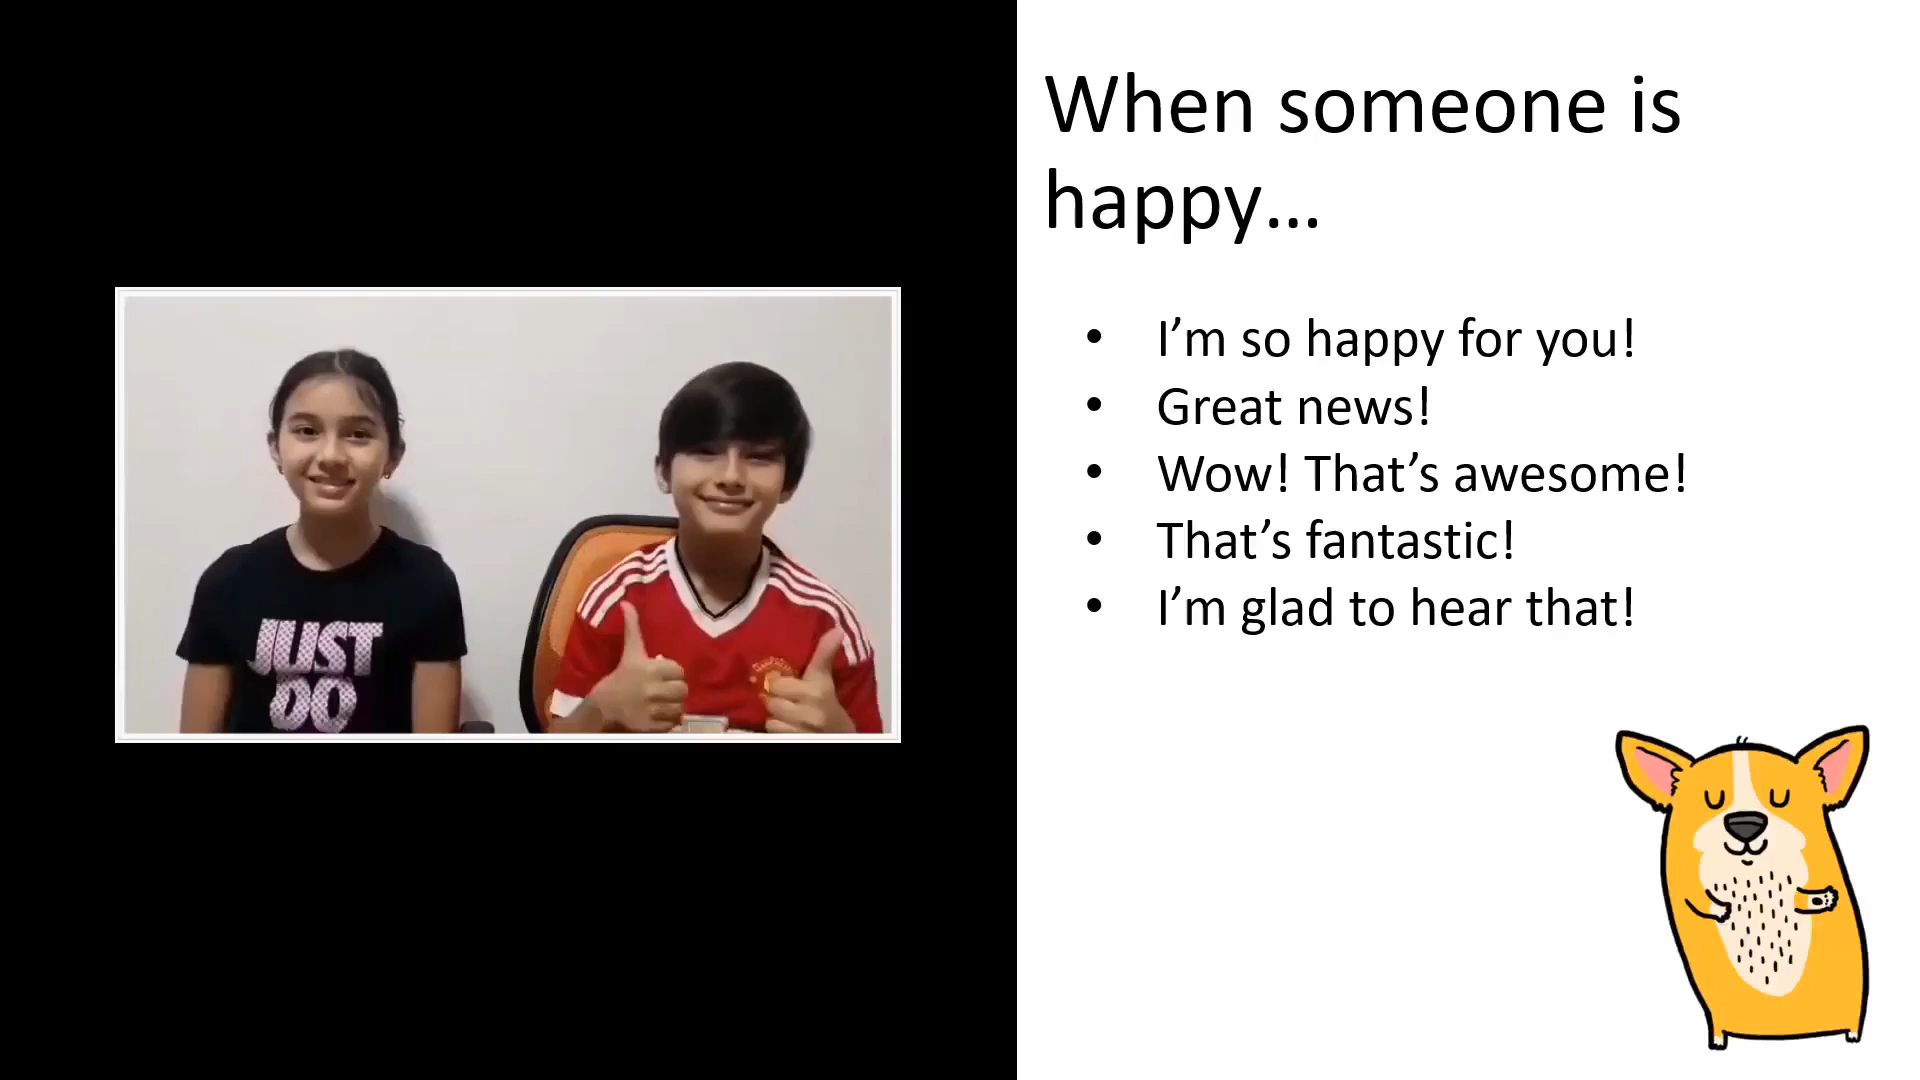 When someone is
happy...
• I’m so happy for you!
• Great news!
• Wow! That’s awesome!
• That’s fantastic!
• I’m glad to hear that!
JUST
DO